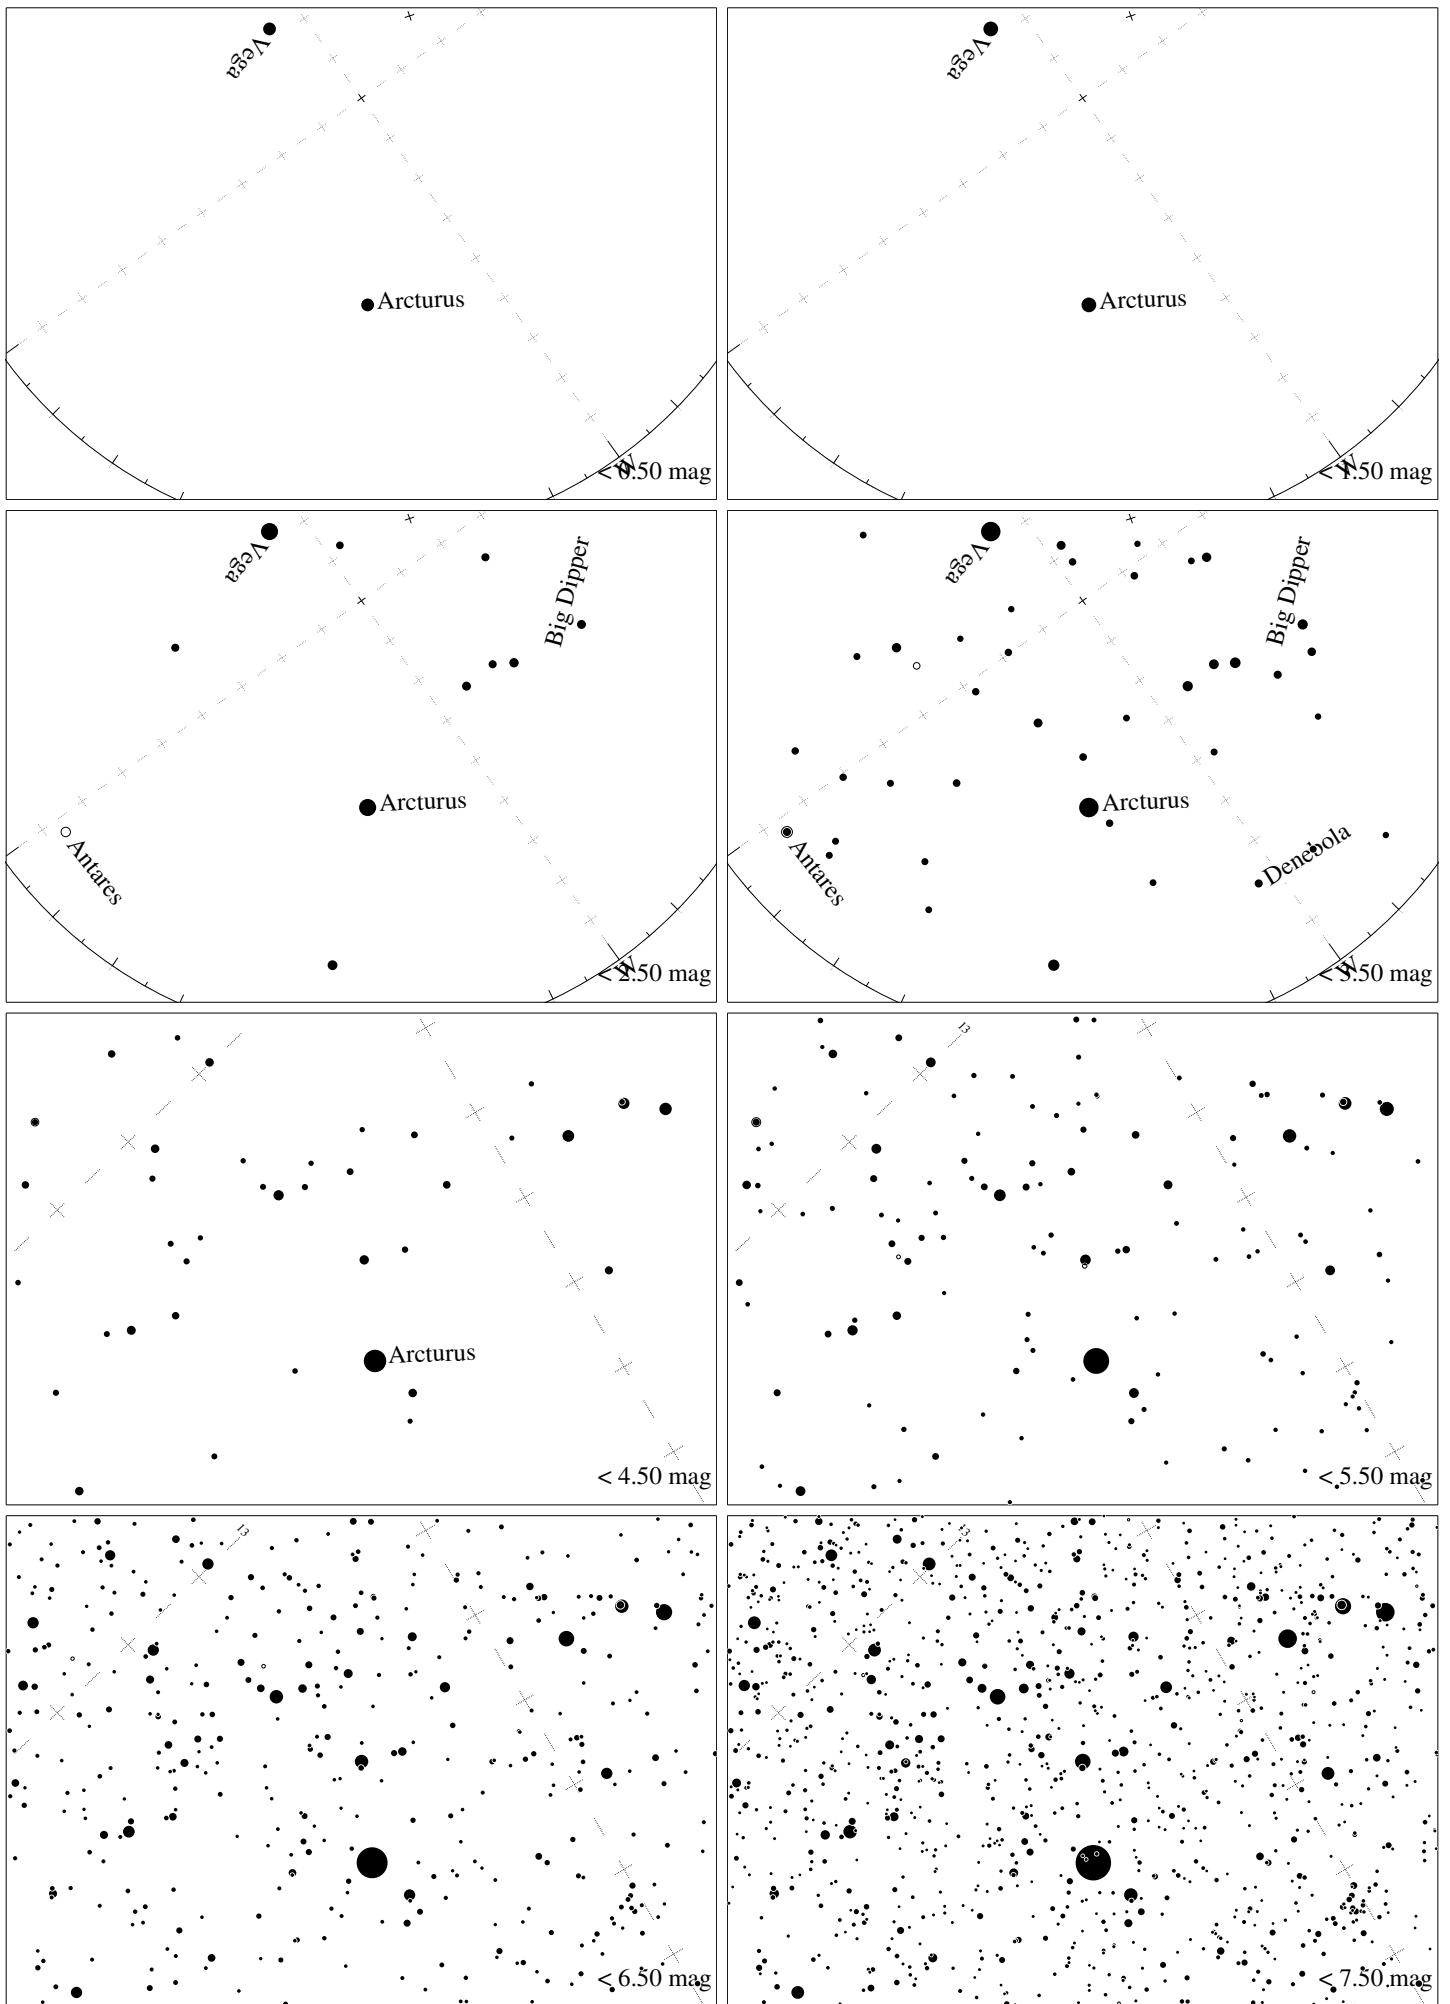 Vega
Arcturus
W
< 0.50 mag
Vega
Arcturus
W
< 1.50 mag
Vega
Big Dipper
Arcturus
Antares
W
< 2.50 mag
Vega
Big Dipper
Arcturus
Antares
Denebola
W
< 3.50 mag
Arcturus
< 4.50 mag
13
< 5.50 mag
13
< 6.50 mag
13
< 7.50 mag